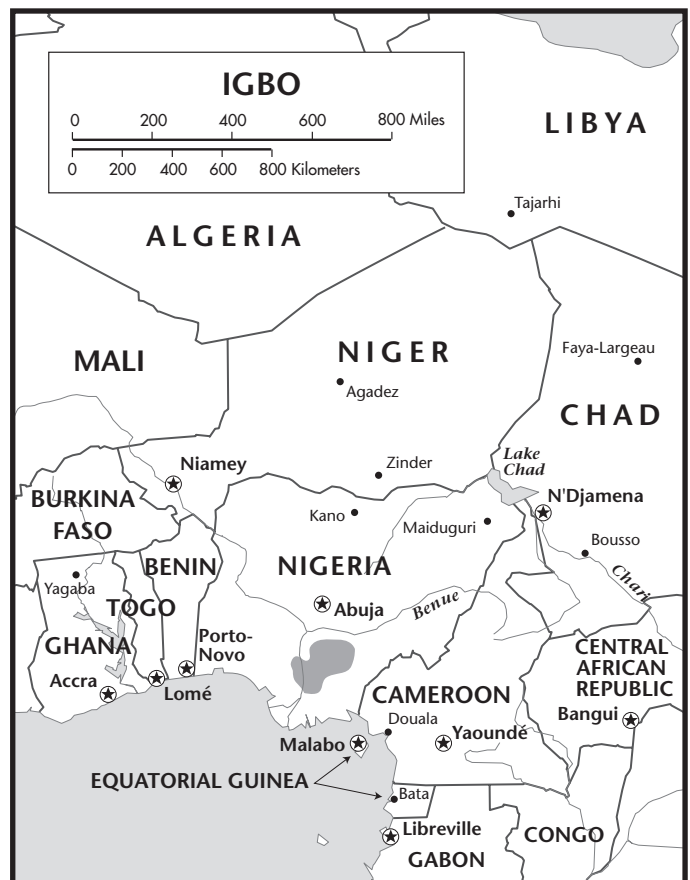 IGBO
0 200 400 600 800 Miles
0 200 400 600 800 Kilometers
LIBYA
Tajarhi
ALGERIA
MALI
NIGER
Agadez
Faya-Largeau
CHAD
Niamey
Zinder
Lake
Chad
N'Djamena
BURKINA
FASO
Kano
Maiduguri
Bousso
NIGERIA
BENIN
Yagaba
TOGO
Abuja
Benue
Chari
GHANA
Porto-
Novo
CENTRAL
AFRICAN
REPUBLIC
Accra
Lomé
CAMEROON
Bangui
Douala
Yaoundé
Malabo
EQUATORIAL GUINEA
Bata
Libreville
CONGO
GABON